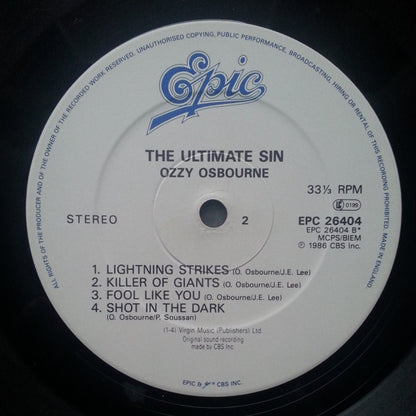 ALL RIGHTS OF THE PRODUCER AND OF THE OWNER OF THE RECORDED WORK RESERVED. UNAUTHORISED COPYING, PUBLIC PERFORMANCE, BROADCASTING, HIRING OR RENTAL OF THIS RECORDING PROHIBITED. MADE IN ENGLAND.
Epic
THE ULTIMATE SIN
OZZY OSBOURNE
33⅓ RPM
0199
STEREO
2
EPC 26404
EPC 26404 B*
MCPS/BIEM
℗ 1986 CBS Inc.
1. LIGHTNING STRIKES (O. Osbourne/J.E. Lee)
2. KILLER OF GIANTS (O. Osbourne/J.E. Lee)
3. FOOL LIKE YOU (O. Osbourne/J.E. Lee)
4. SHOT IN THE DARK
(O. Osbourne/P. Soussan)
(1-4) Virgin Music (Publishers) Ltd.
Original sound recording
made by CBS Inc.
EPIC & CBS INC.